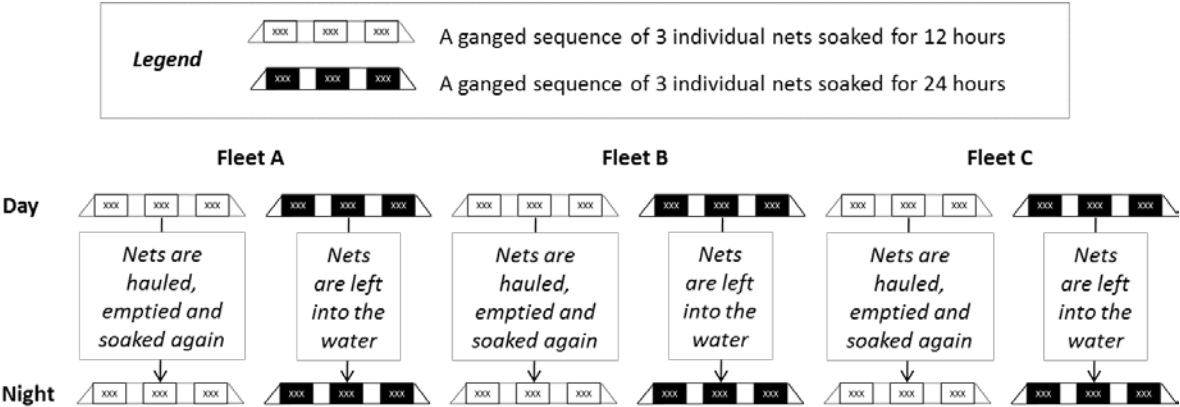 Legend
xxx xxx xxx A ganged sequence of 3 individual nets soaked for 12 hours
xxx xxx xxx A ganged sequence of 3 individual nets soaked for 24 hours
Fleet A Fleet B Fleet C
Day xxx xxx xxx xxx xxx xxx xxx xxx xxx xxx xxx xxx xxx xxx xxx xxx xxx xxx
Nets are hauled, emptied and soaked again
Nets are left into the water
Nets are hauled, emptied and soaked again
Nets are left into the water
Nets are hauled, emptied and soaked again
Nets are left into the water
Night xxx xxx xxx xxx xxx xxx xxx xxx xxx xxx xxx xxx xxx xxx xxx xxx xxx xxx